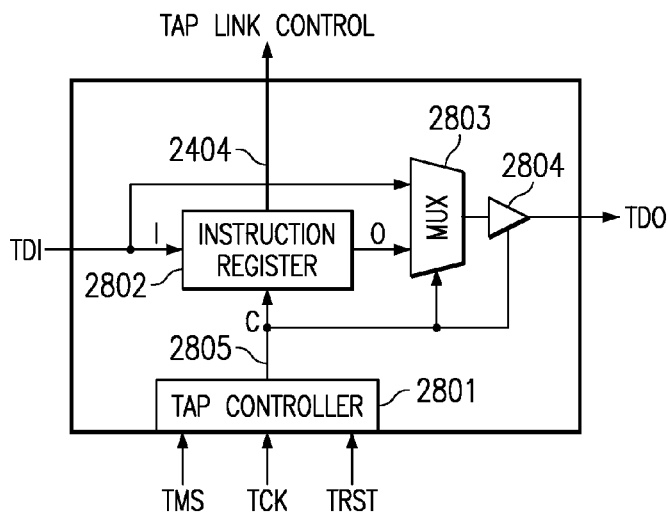 TAP LINK CONTROL
2404
2803
2804
MUX
TDI
I
INSTRUCTION
REGISTER
O
TDO
2802
C
2805
TAP CONTROLLER
2801
TMS
TCK
TRST